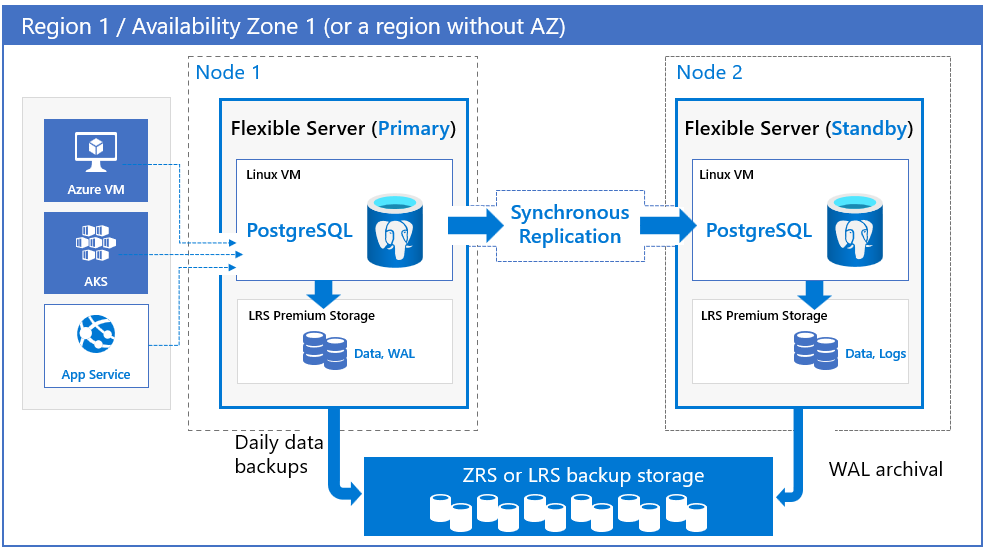 Region 1 / Availability Zone 1 (or a region without AZ)
Node 1
Node 2
Azure VM
AKS
App Service
Flexible Server (Primary)
Linux VM
PostgreSQL
LRS Premium Storage
Data, WAL
Synchronous
Replication
Flexible Server (Standby)
Linux VM
PostgreSQL
LRS Premium Storage
Data, Logs
Daily data
backups
ZRS or LRS backup storage
WAL archival